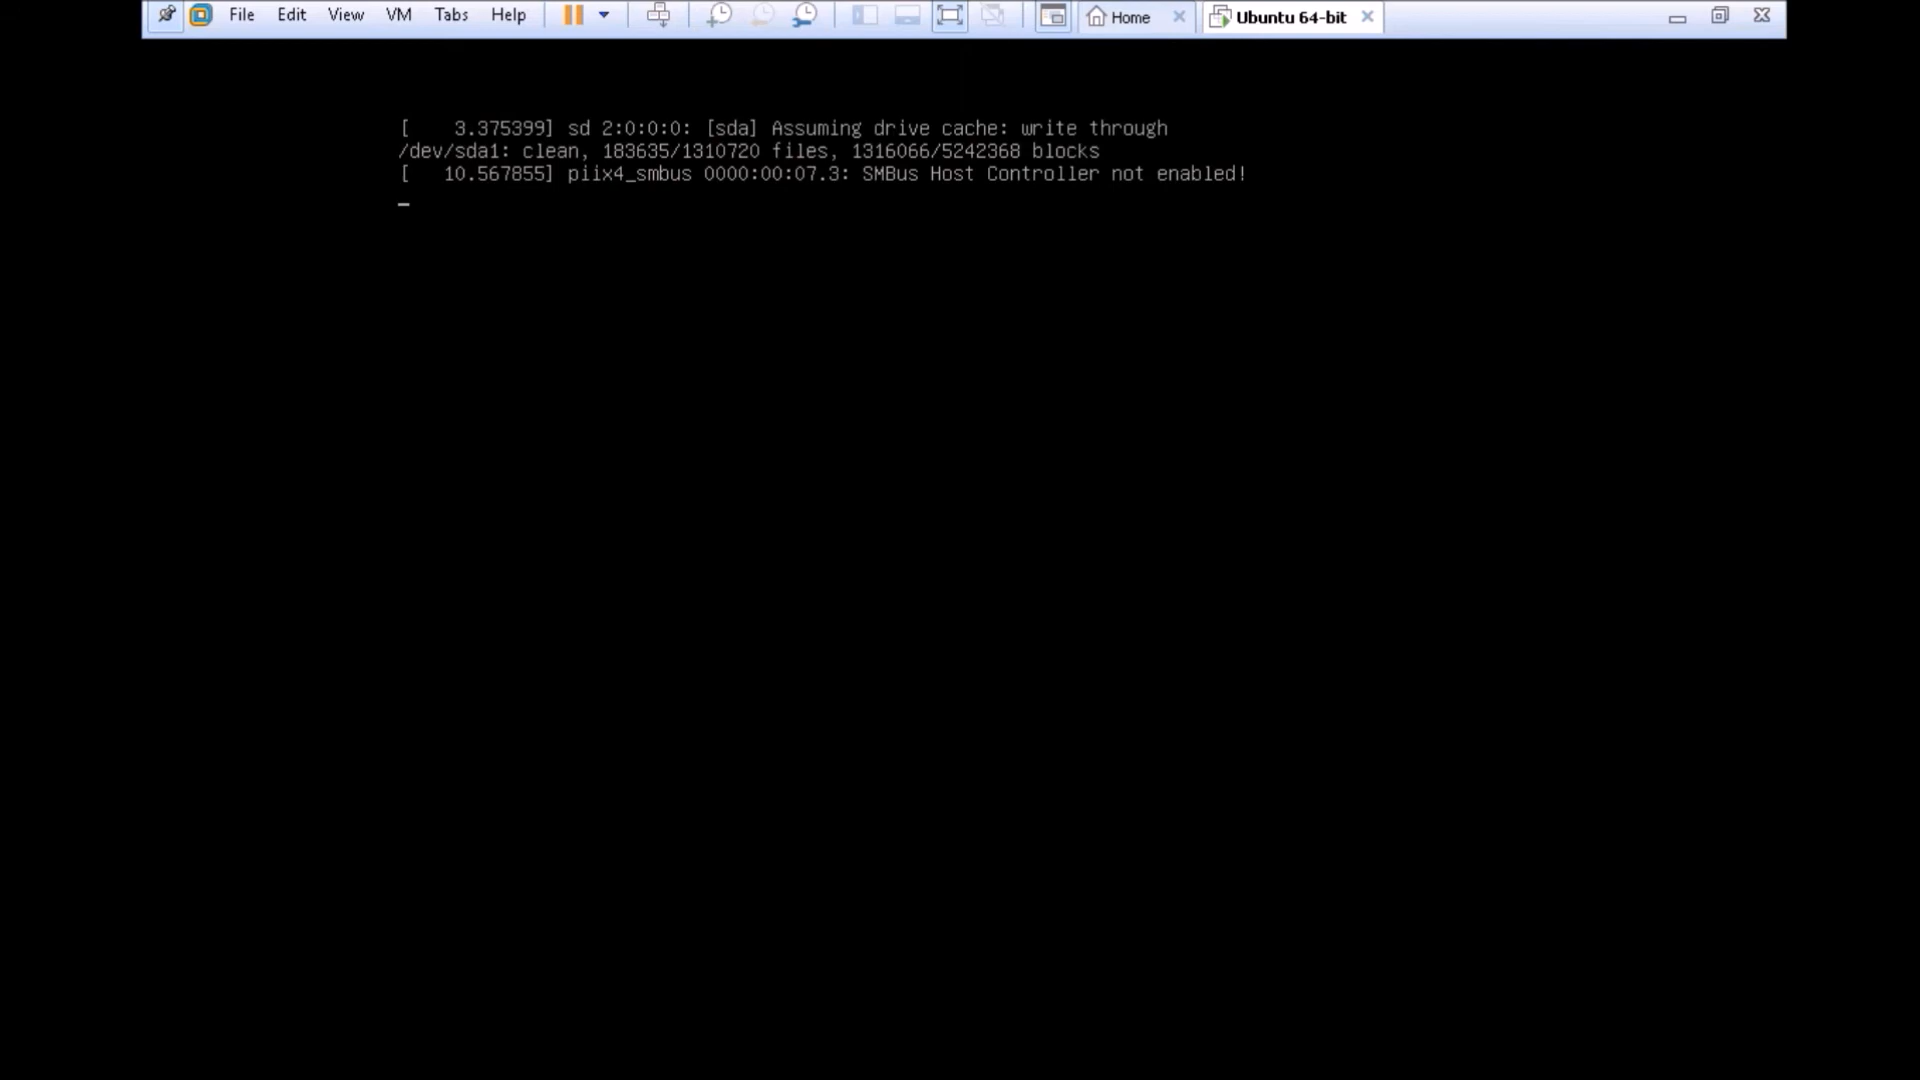 File Edit View VM Tabs Help Home Ubuntu 64-bit
[    3.375399] sd 2:0:0:0: [sda] Assuming drive cache: write through
/dev/sda1: clean, 183635/1310720 files, 1316066/5242368 blocks
[   10.567855] piix4_smbus 0000:00:07.3: SMBus Host Controller not enabled!